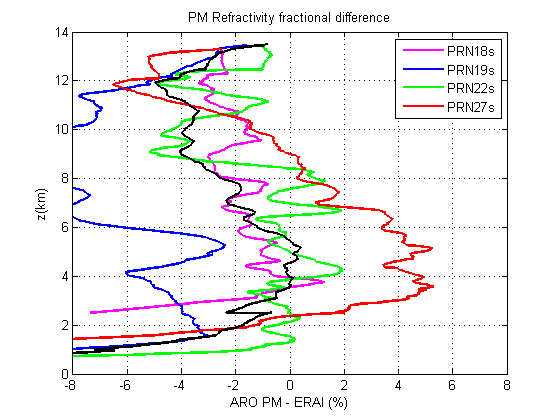 PM Refractivity fractional difference
14
12
10
8
6
4
2
0
z(km)
PRN18s
PRN19s
PRN22s
PRN27s
-8 -6 -4 -2 0 2 4 6 8
ARO PM - ERAI (%)